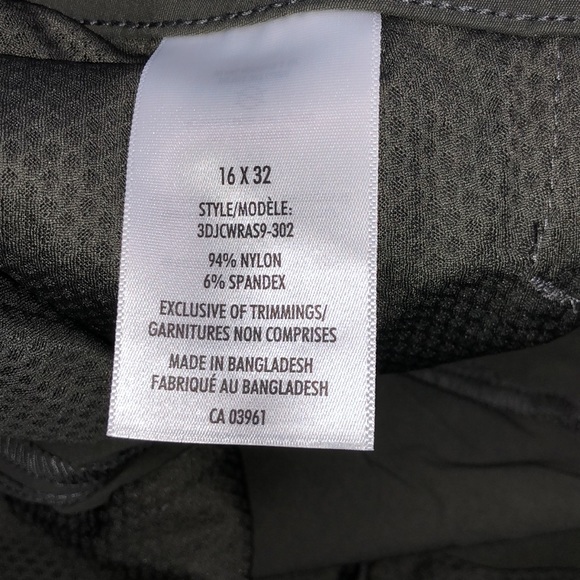 16 X 32
STYLE/MODÈLE:
3DJCWRAS9-302
94% NYLON
6% SPANDEX
EXCLUSIVE OF TRIMMINGS/
GARNITURES NON COMPRISES
MADE IN BANGLADESH
FABRIQUÉ AU BANGLADESH
CA 03961